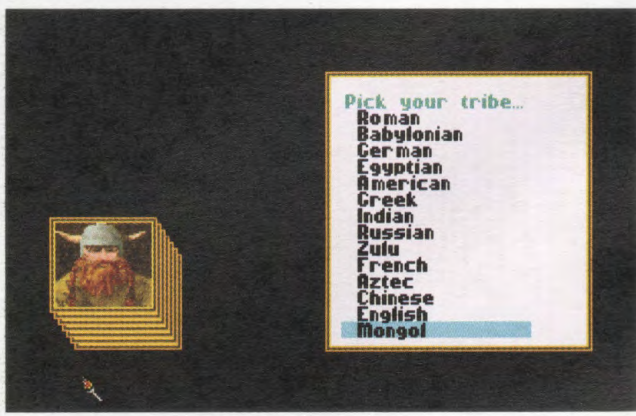 Pick your tribe...
Roman
Babylonian
German
Egyptian
American
Greek
Indian
Russian
Zulu
French
Aztec
Chinese
English
Mongol